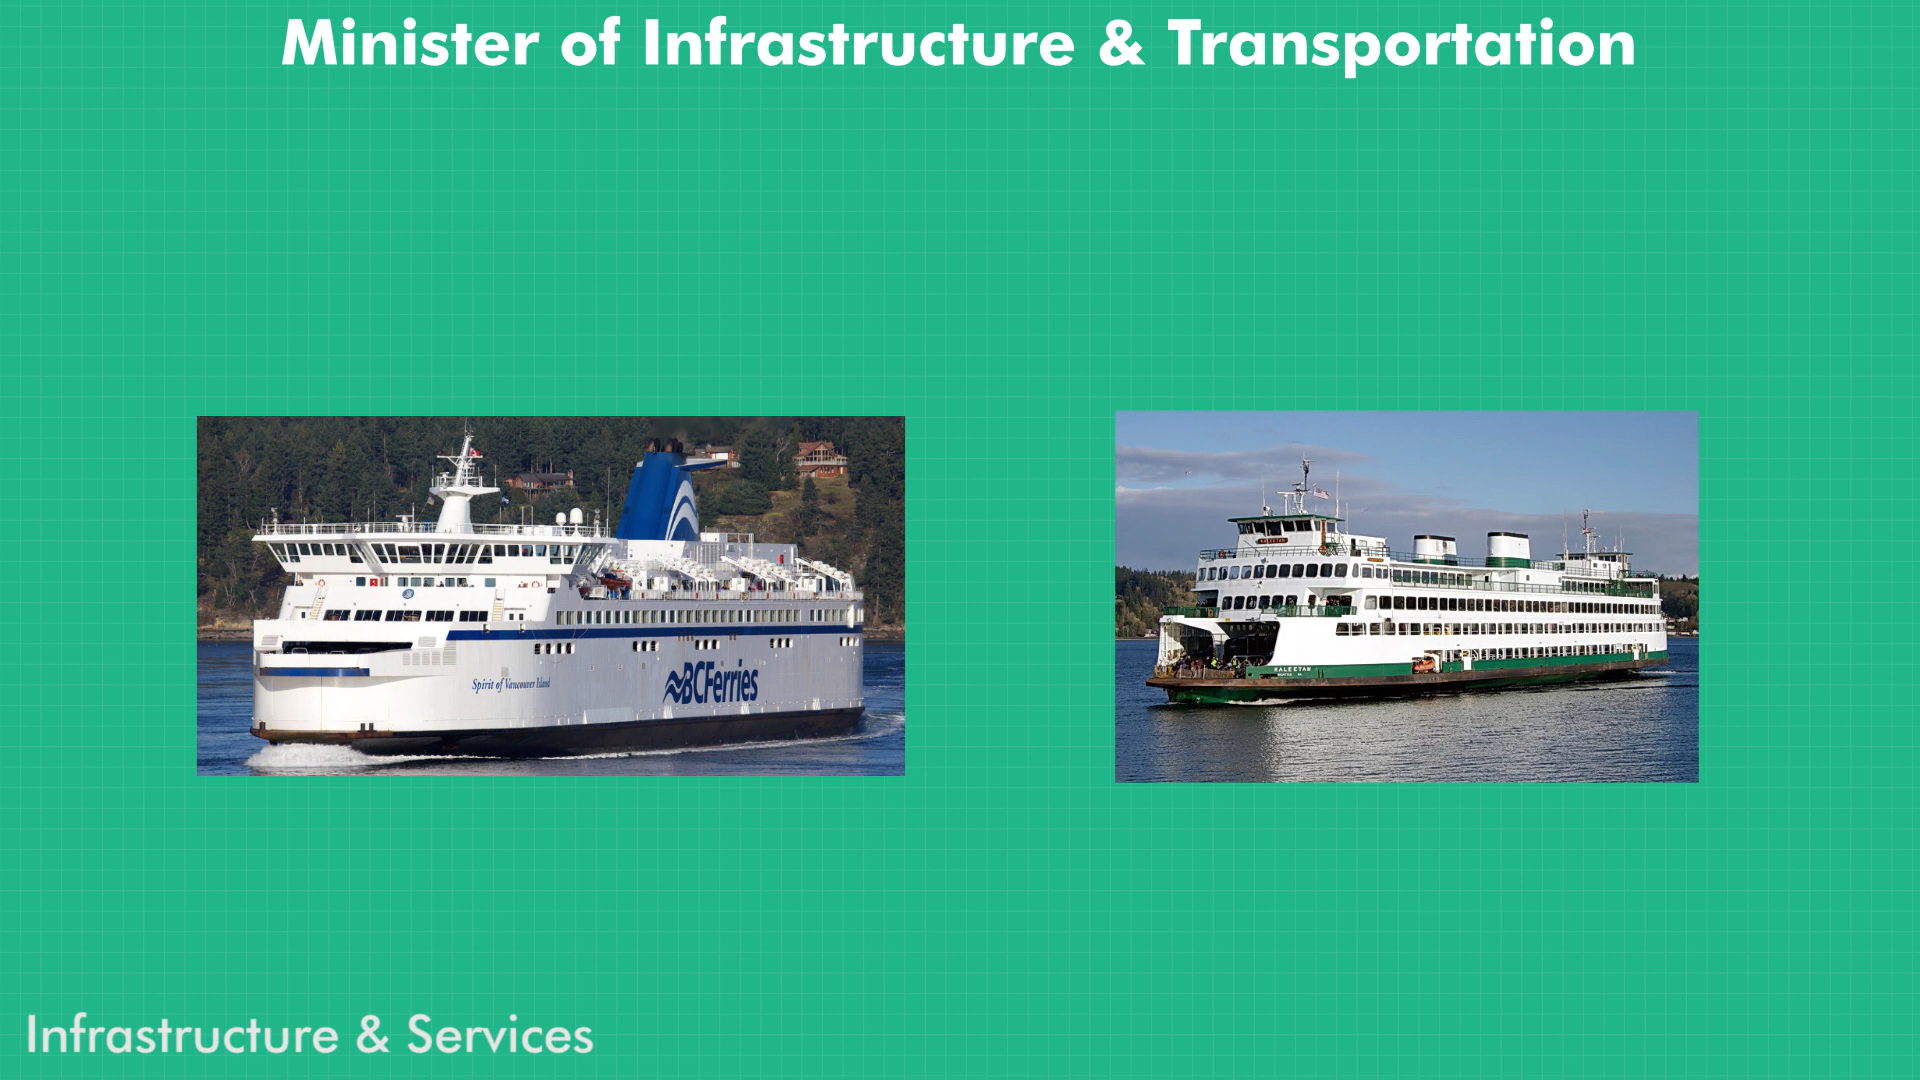 Minister of Infrastructure & Transportation
Spirit of Vancouver Island
BCFerries
KALEETAN
Infrastructure & Services